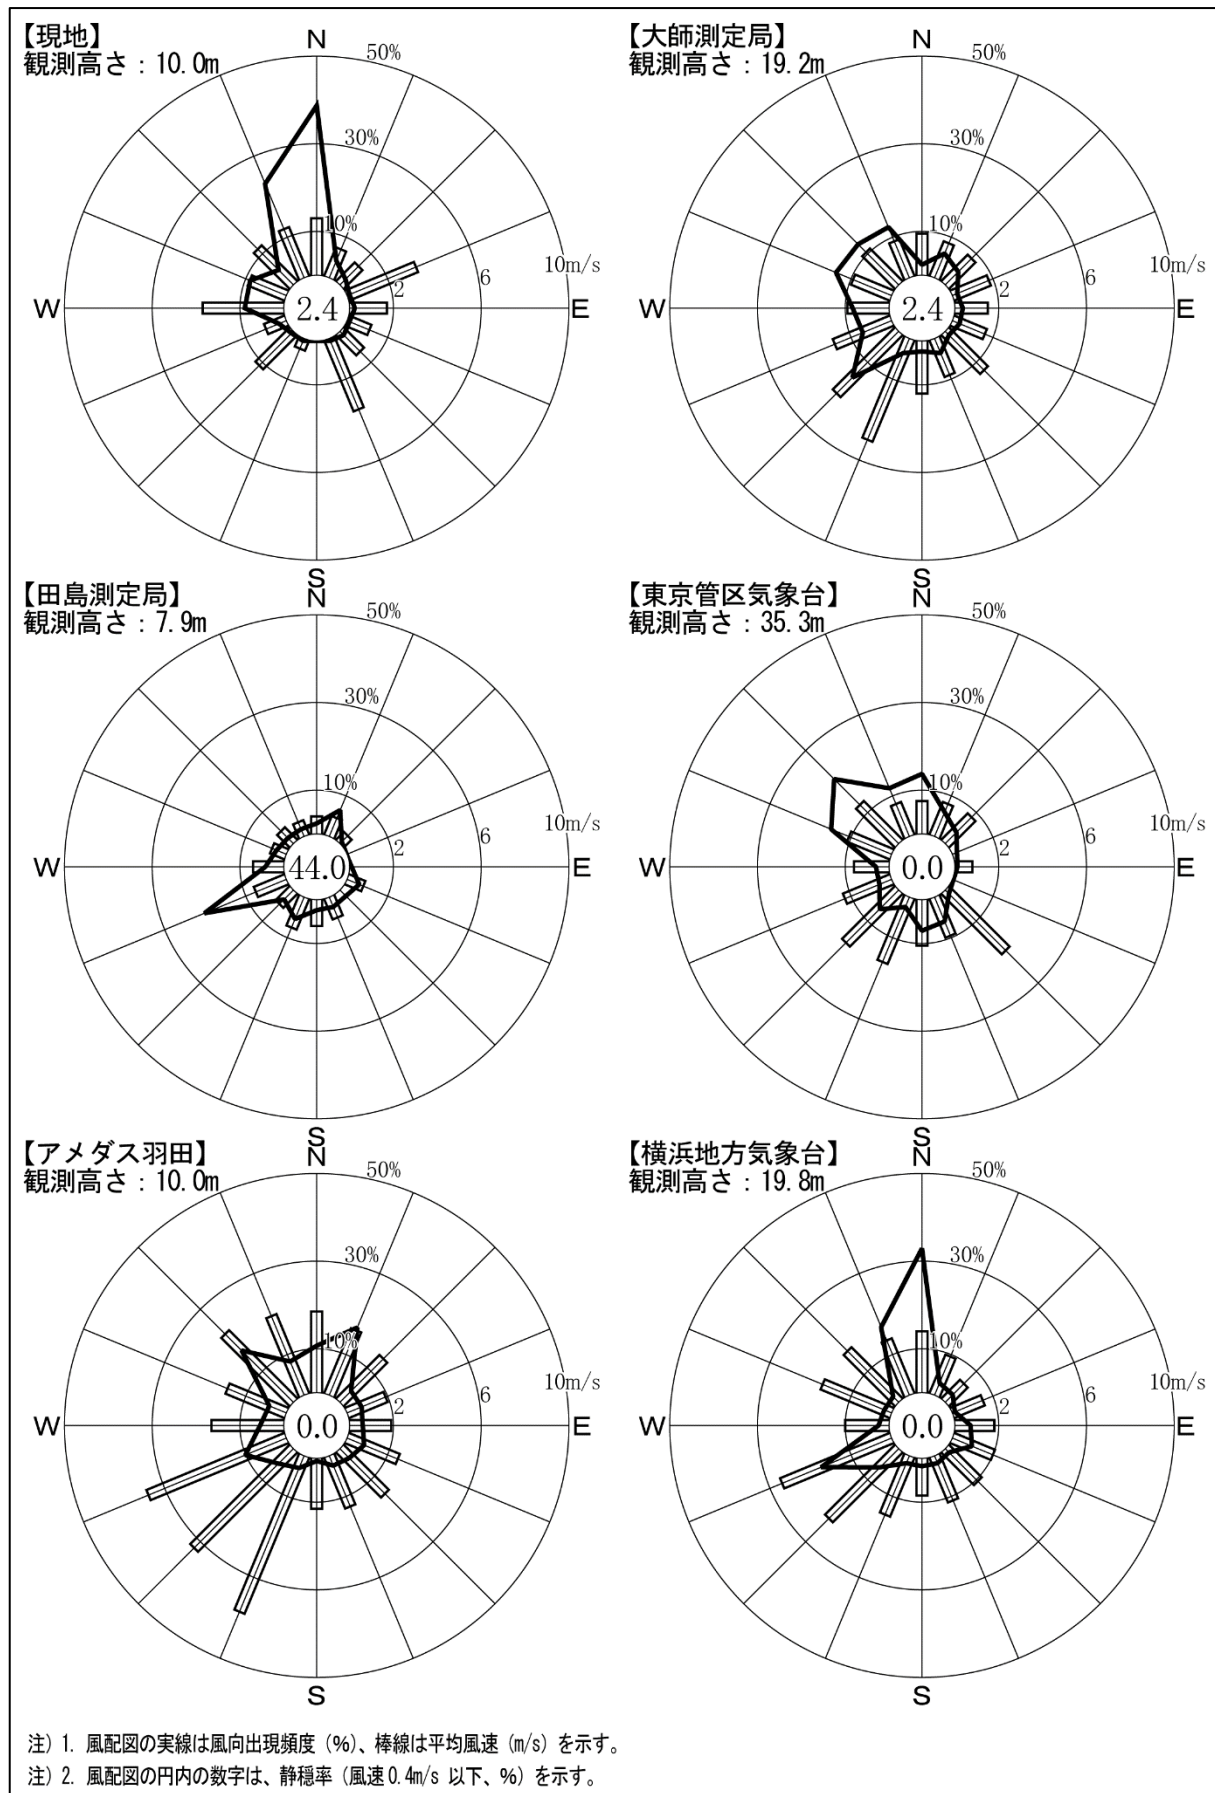 【現地】
観測高さ：10.0m
N
50%
30%
10%
10m/s
6
2
W
2.4
E
S
【大師測定局】
観測高さ：19.2m
N
50%
30%
10%
10m/s
6
2
W
2.4
E
S
【田島測定局】
観測高さ：7.9m
N
50%
30%
10%
10m/s
6
2
W
44.0
E
S
【東京管区気象台】
観測高さ：35.3m
N
50%
30%
10%
10m/s
6
2
W
0.0
E
S
【アメダス羽田】
観測高さ：10.0m
N
50%
30%
10%
10m/s
6
2
W
0.0
E
S
【横浜地方気象台】
観測高さ：19.8m
N
50%
30%
10%
10m/s
6
2
W
0.0
E
S
注) 1. 風配図の実線は風向出現頻度（%）、棒線は平均風速（m/s）を示す。
注) 2. 風配図の円内の数字は、静穏率（風速0.4m/s 以下、%）を示す。